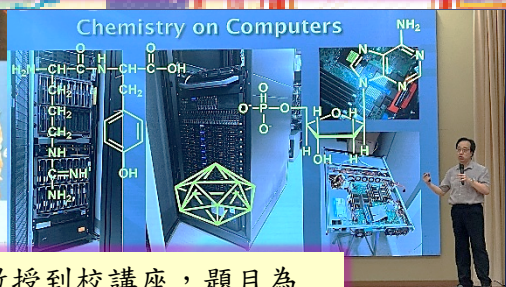 Chemistry on Computers
NH₂
O H O
H₂N-CH-C-N-CH-C-OH
CH₂ CH₂
CH₂
CH₂
NH
C=NH
NH₂
OH
O
O-P-O
O
O
H H
OH
N N
N N
教授到校講座，題目為